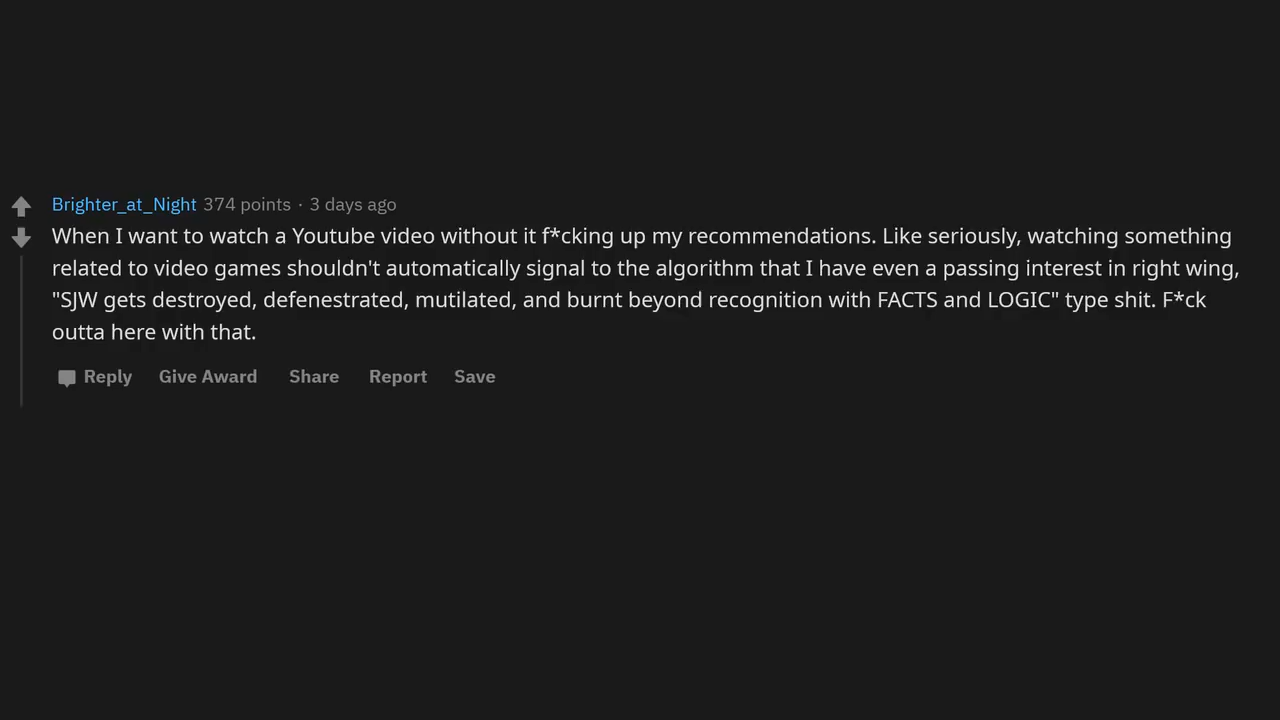 Brighter_at_Night 374 points · 3 days ago
When I want to watch a Youtube video without it f*cking up my recommendations. Like seriously, watching something
related to video games shouldn't automatically signal to the algorithm that I have even a passing interest in right wing,
"SJW gets destroyed, defenestrated, mutilated, and burnt beyond recognition with FACTS and LOGIC" type shit. F*ck
outta here with that.
Reply Give Award Share Report Save